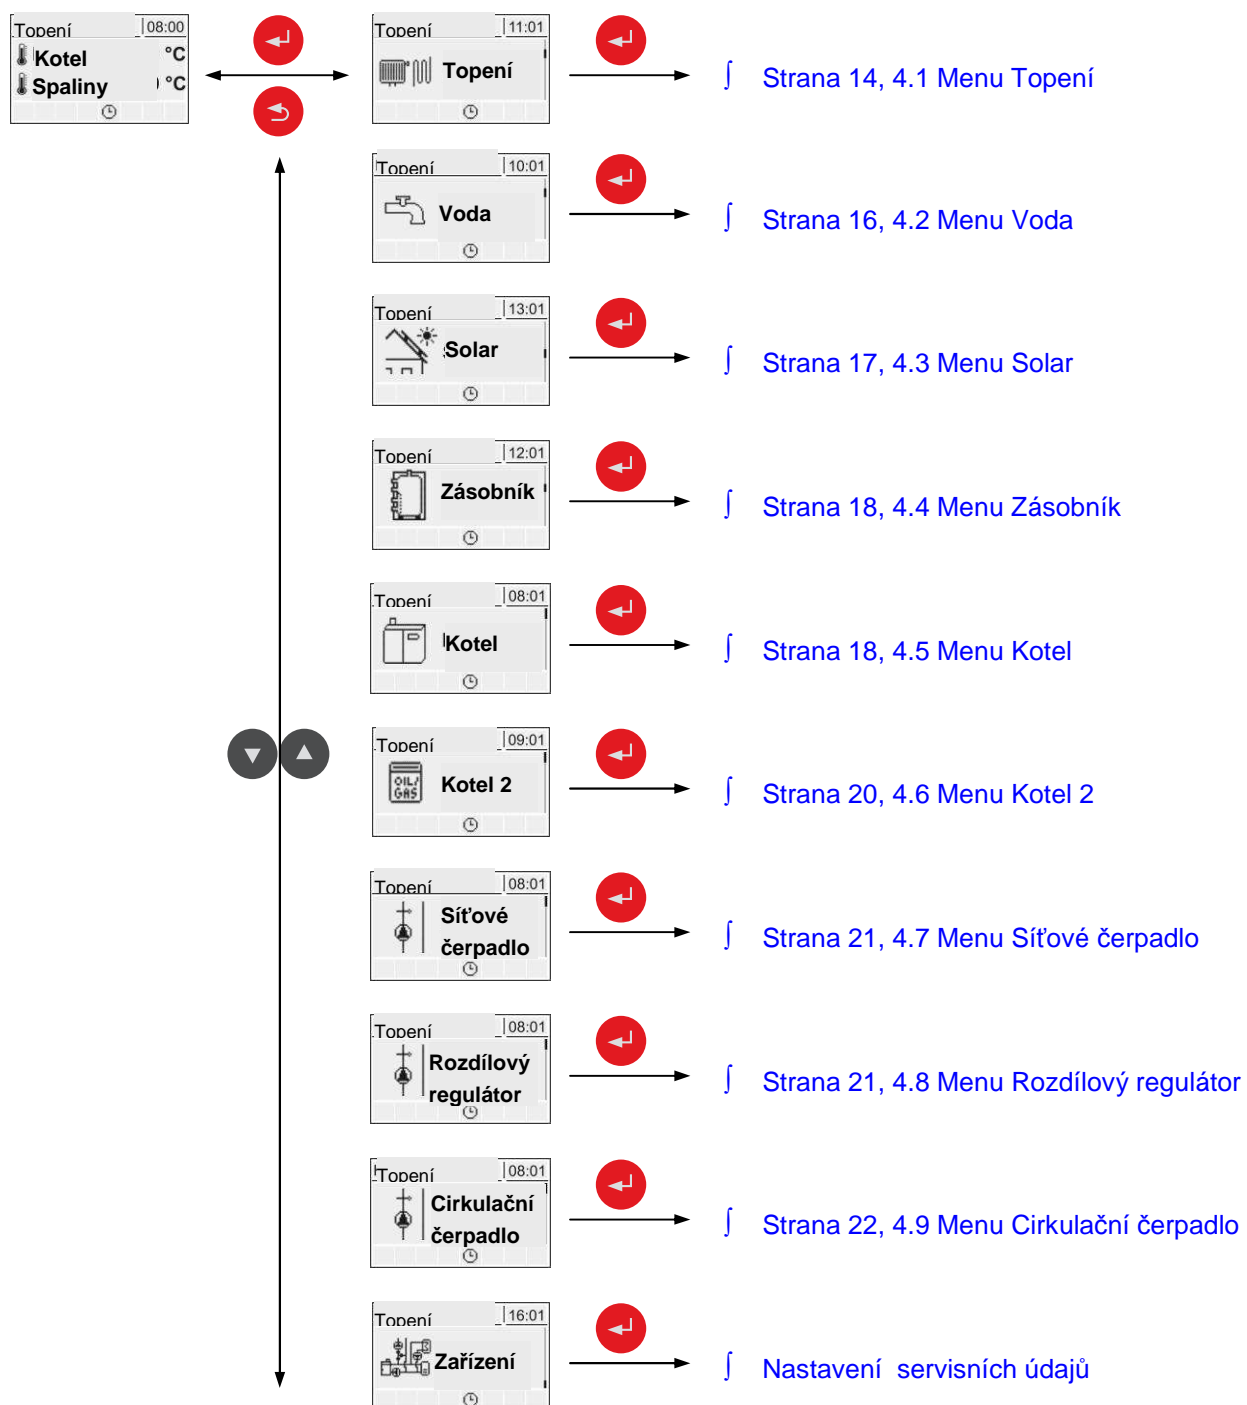 Topení 08:00
Kotel °C
Spaliny °C
Topení 11:01
Topení
Strana 14, 4.1 Menu Topení
Topení 10:01
Voda
Strana 16, 4.2 Menu Voda
Topení 13:01
Solar
Strana 17, 4.3 Menu Solar
Topení 12:01
Zásobník
Strana 18, 4.4 Menu Zásobník
Topení 08:01
Kotel
Strana 18, 4.5 Menu Kotel
Topení 09:01
OIL/
GAS
Kotel 2
Strana 20, 4.6 Menu Kotel 2
Topení 08:01
Síťové
čerpadlo
Strana 21, 4.7 Menu Síťové čerpadlo
Topení 08:01
Rozdílový
regulátor
Strana 21, 4.8 Menu Rozdílový regulátor
Topení 08:01
Cirkulační
čerpadlo
Strana 22, 4.9 Menu Cirkulační čerpadlo
Topení 16:01
Zařízení
Nastavení servisních údajů